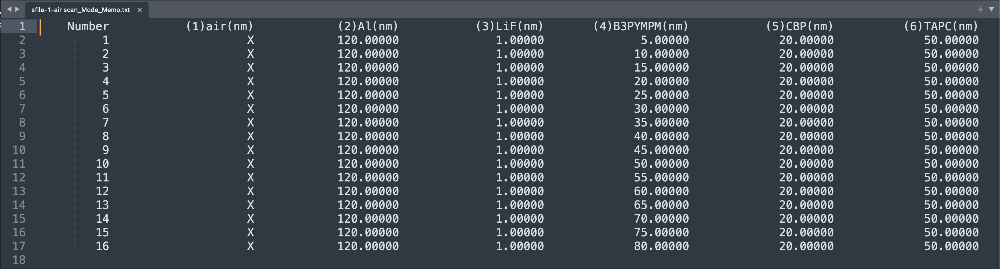 sfile-1-air scan_Mode_Memo.txt ×
1 Number (1)air(nm) (2)Al(nm) (3)LiF(nm) (4)B3PYMPM(nm) (5)CBP(nm) (6)TAPC(nm)
2 1 X 120.00000 1.00000 5.00000 20.00000 50.00000
3 2 X 120.00000 1.00000 10.00000 20.00000 50.00000
4 3 X 120.00000 1.00000 15.00000 20.00000 50.00000
5 4 X 120.00000 1.00000 20.00000 20.00000 50.00000
6 5 X 120.00000 1.00000 25.00000 20.00000 50.00000
7 6 X 120.00000 1.00000 30.00000 20.00000 50.00000
8 7 X 120.00000 1.00000 35.00000 20.00000 50.00000
9 8 X 120.00000 1.00000 40.00000 20.00000 50.00000
10 9 X 120.00000 1.00000 45.00000 20.00000 50.00000
11 10 X 120.00000 1.00000 50.00000 20.00000 50.00000
12 11 X 120.00000 1.00000 55.00000 20.00000 50.00000
13 12 X 120.00000 1.00000 60.00000 20.00000 50.00000
14 13 X 120.00000 1.00000 65.00000 20.00000 50.00000
15 14 X 120.00000 1.00000 70.00000 20.00000 50.00000
16 15 X 120.00000 1.00000 75.00000 20.00000 50.00000
17 16 X 120.00000 1.00000 80.00000 20.00000 50.00000
18